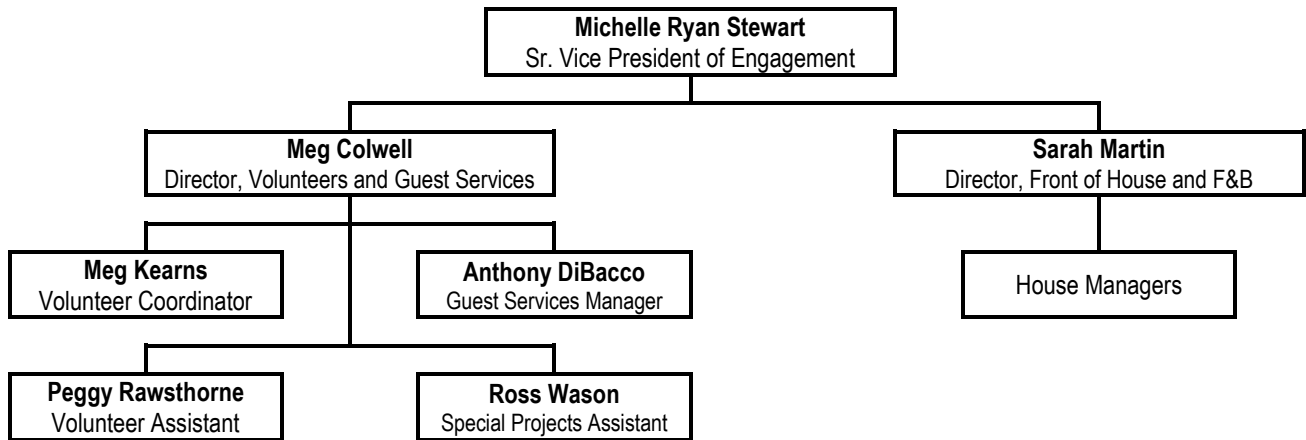 Michelle Ryan Stewart
Sr. Vice President of Engagement
Meg Colwell
Director, Volunteers and Guest Services
Sarah Martin
Director, Front of House and F&B
Meg Kearns
Volunteer Coordinator
Anthony DiBacco
Guest Services Manager
House Managers
Peggy Rawsthorne
Volunteer Assistant
Ross Wason
Special Projects Assistant